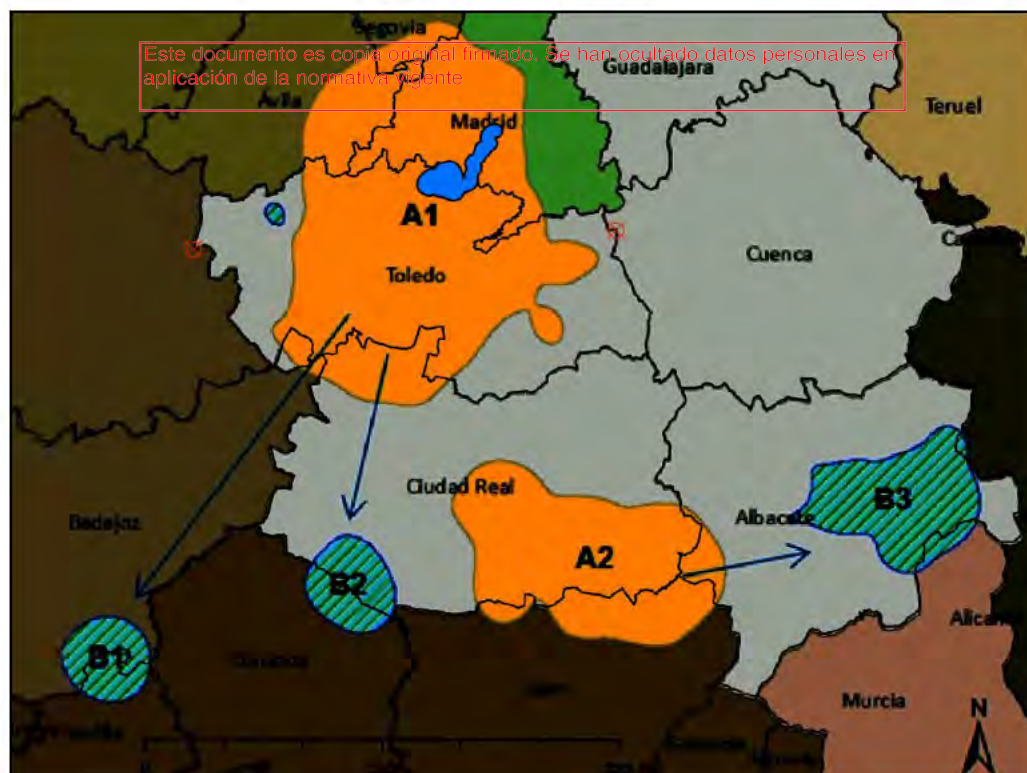 Segovia
Este documento es copia original firmado. Se han ocultado datos personales en
aplicación de la normativa vigente
Guadalajara
Ávila
Teruel
Madrid
A1
Toledo
Cuenca
Ciudad Real
Badajoz
Albacete
B3
A2
B2
B1
Murcia
N